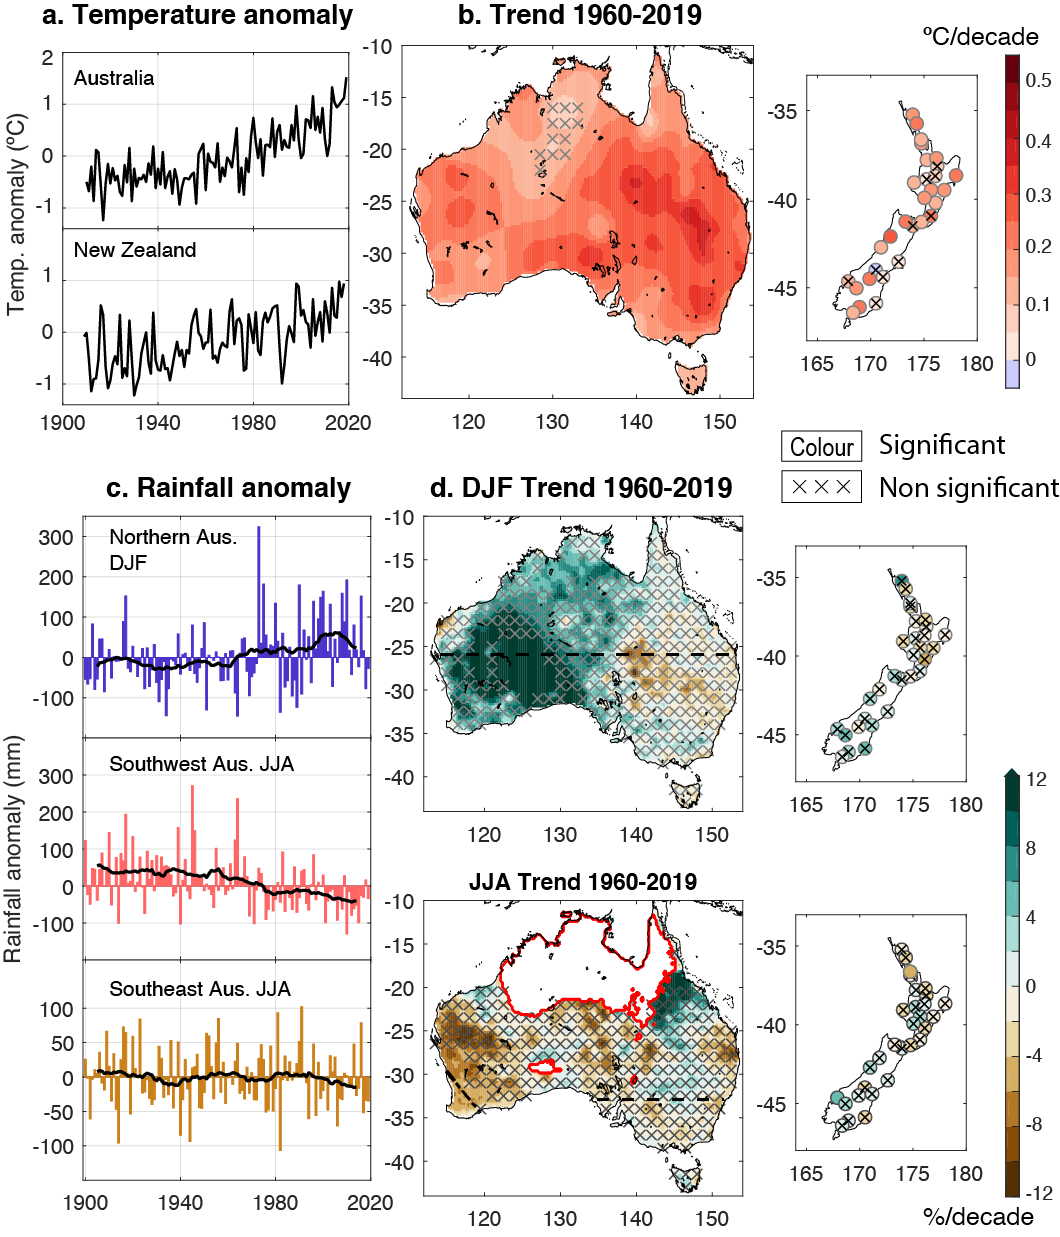 a. Temperature anomaly
b. Trend 1960-2019
ºC/decade
Temp. anomaly (ºC)
Australia
2
1
0
-1
New Zealand
1
0
-1
1900 1940 1980 2020
-10
-15
-20
-25
-30
-35
-40
120 130 140 150
-35
-40
-45
165 170 175 180
0.5
0.4
0.3
0.2
0.1
0
Colour Significant
Non significant
c. Rainfall anomaly
d. DJF Trend 1960-2019
Rainfall anomaly (mm)
Northern Aus.
DJF
300
200
100
0
-100
Southwest Aus. JJA
300
200
100
0
-100
Southeast Aus. JJA
100
50
0
-50
-100
1900 1940 1980 2020
-10
-15
-20
-25
-30
-35
-40
120 130 140 150
-35
-40
-45
165 170 175 180
JJA Trend 1960-2019
-10
-15
-20
-25
-30
-35
-40
120 130 140 150
-35
-40
-45
165 170 175 180
12
8
4
0
-4
-8
-12
%/decade